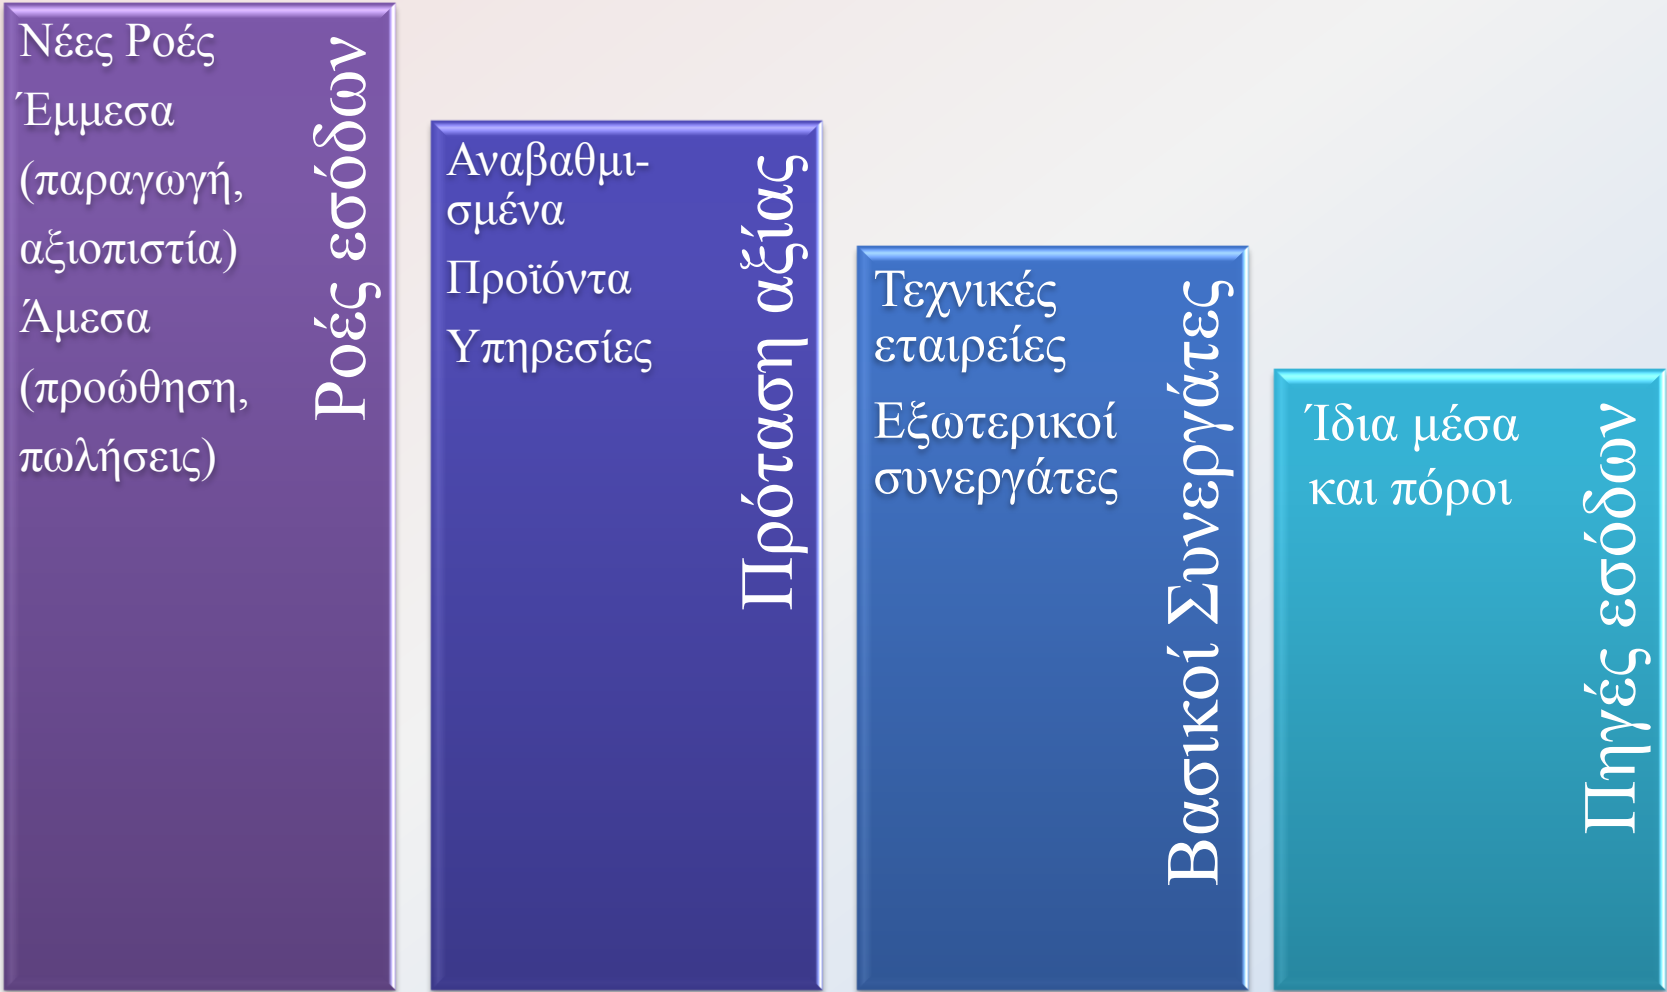 Νέες Ροές
Έμμεσα
(παραγωγή,
αξιοπιστία)
Άμεσα
(προώθηση,
πωλήσεις)
Ροές εσόδων
Αναβαθμι-
σμένα
Προϊόντα
Υπηρεσίες
Πρόταση αξίας
Τεχνικές
εταιρείες
Εξωτερικοί
συνεργάτες
Βασικοί Συνεργάτες
Ίδια μέσα
και πόροι
Πηγές εσόδων